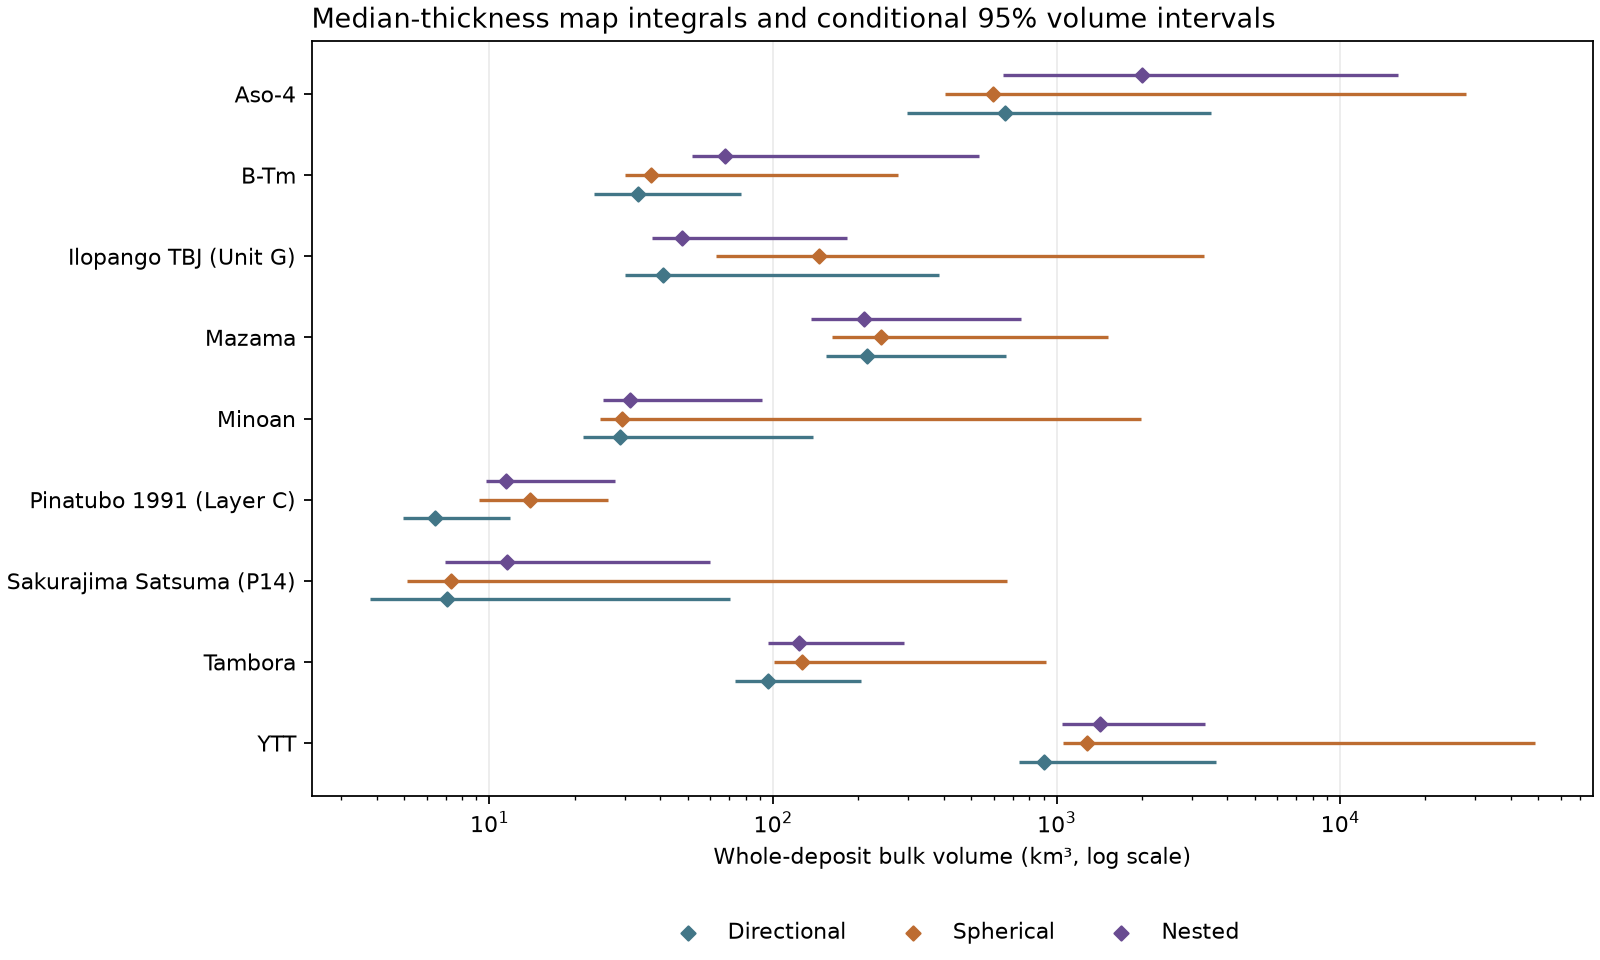 Median-thickness map integrals and conditional 95% volume intervals
Aso-4
B-Tm
Ilopango TBJ (Unit G)
Mazama
Minoan
Pinatubo 1991 (Layer C)
Sakurajima Satsuma (P14)
Tambora
YTT
10¹ 10² 10³ 10⁴
Whole-deposit bulk volume (km³, log scale)
Directional Spherical Nested